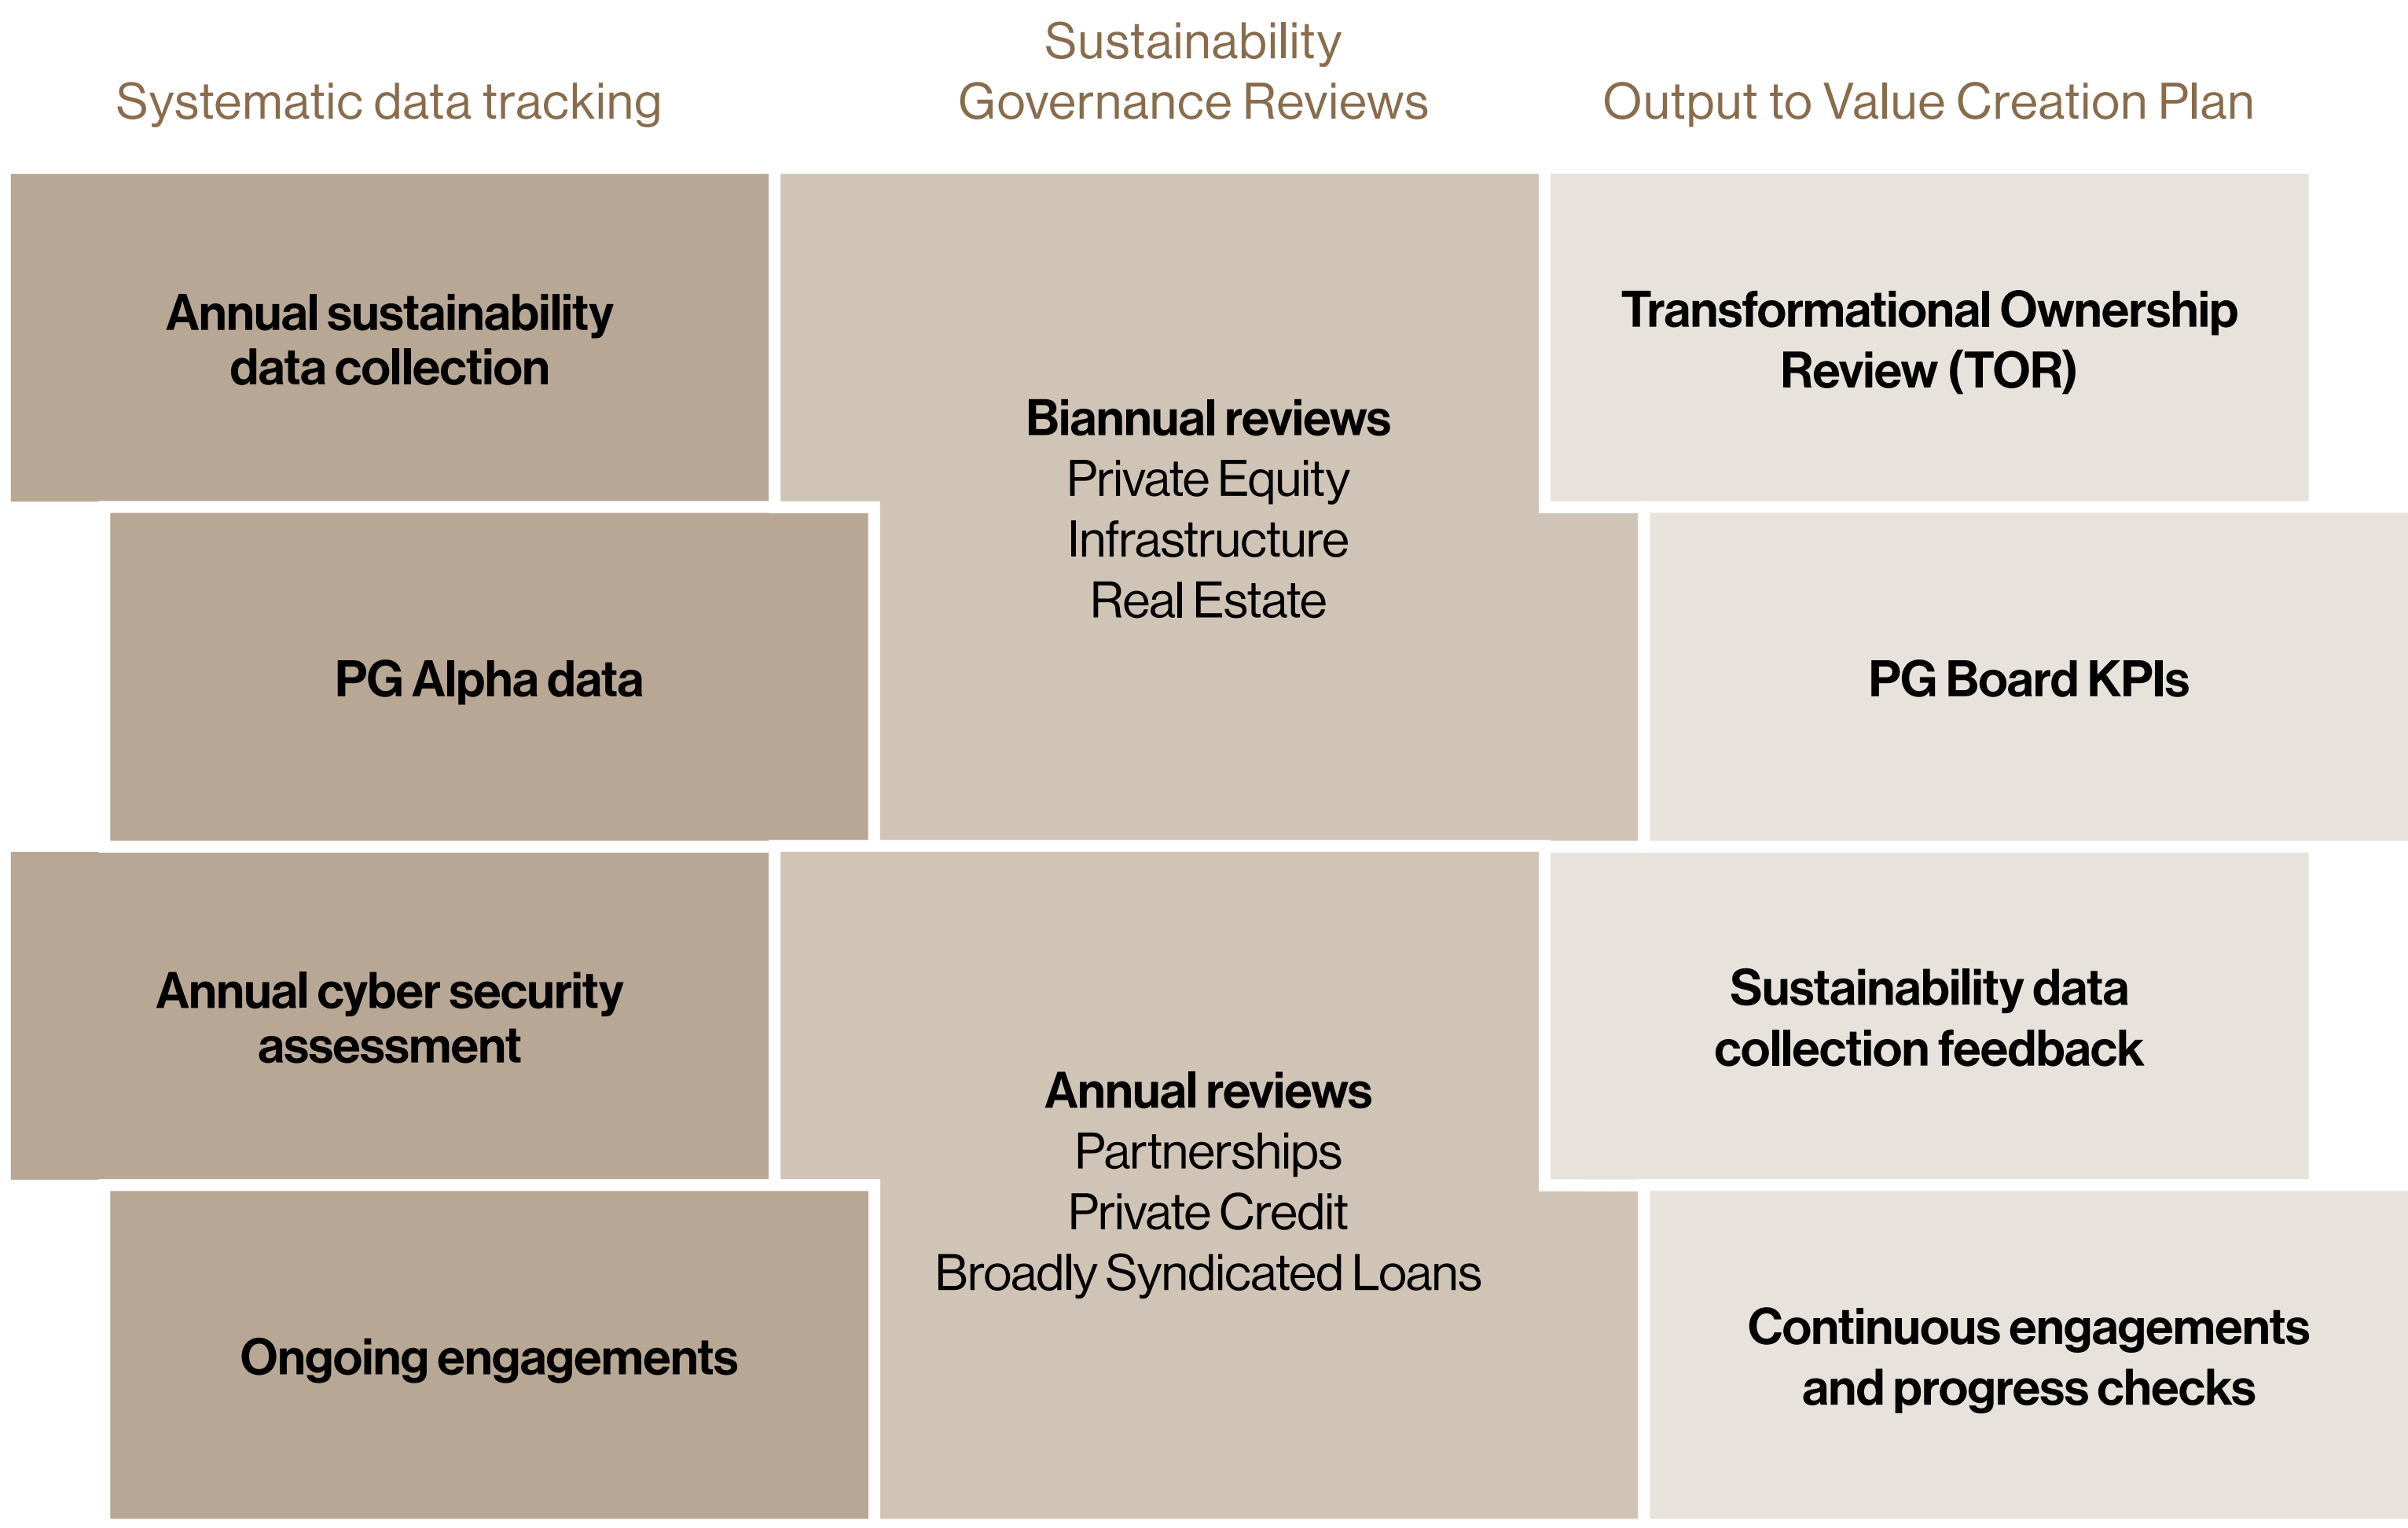 Systematic data tracking
Sustainability
Governance Reviews
Output to Value Creation Plan
Annual sustainability
data collection
PG Alpha data
Annual cyber security
assessment
Ongoing engagements
Biannual reviews
Private Equity
Infrastructure
Real Estate
Annual reviews
Partnerships
Private Credit
Broadly Syndicated Loans
Transformational Ownership
Review (TOR)
PG Board KPIs
Sustainability data
collection feedback
Continuous engagements
and progress checks